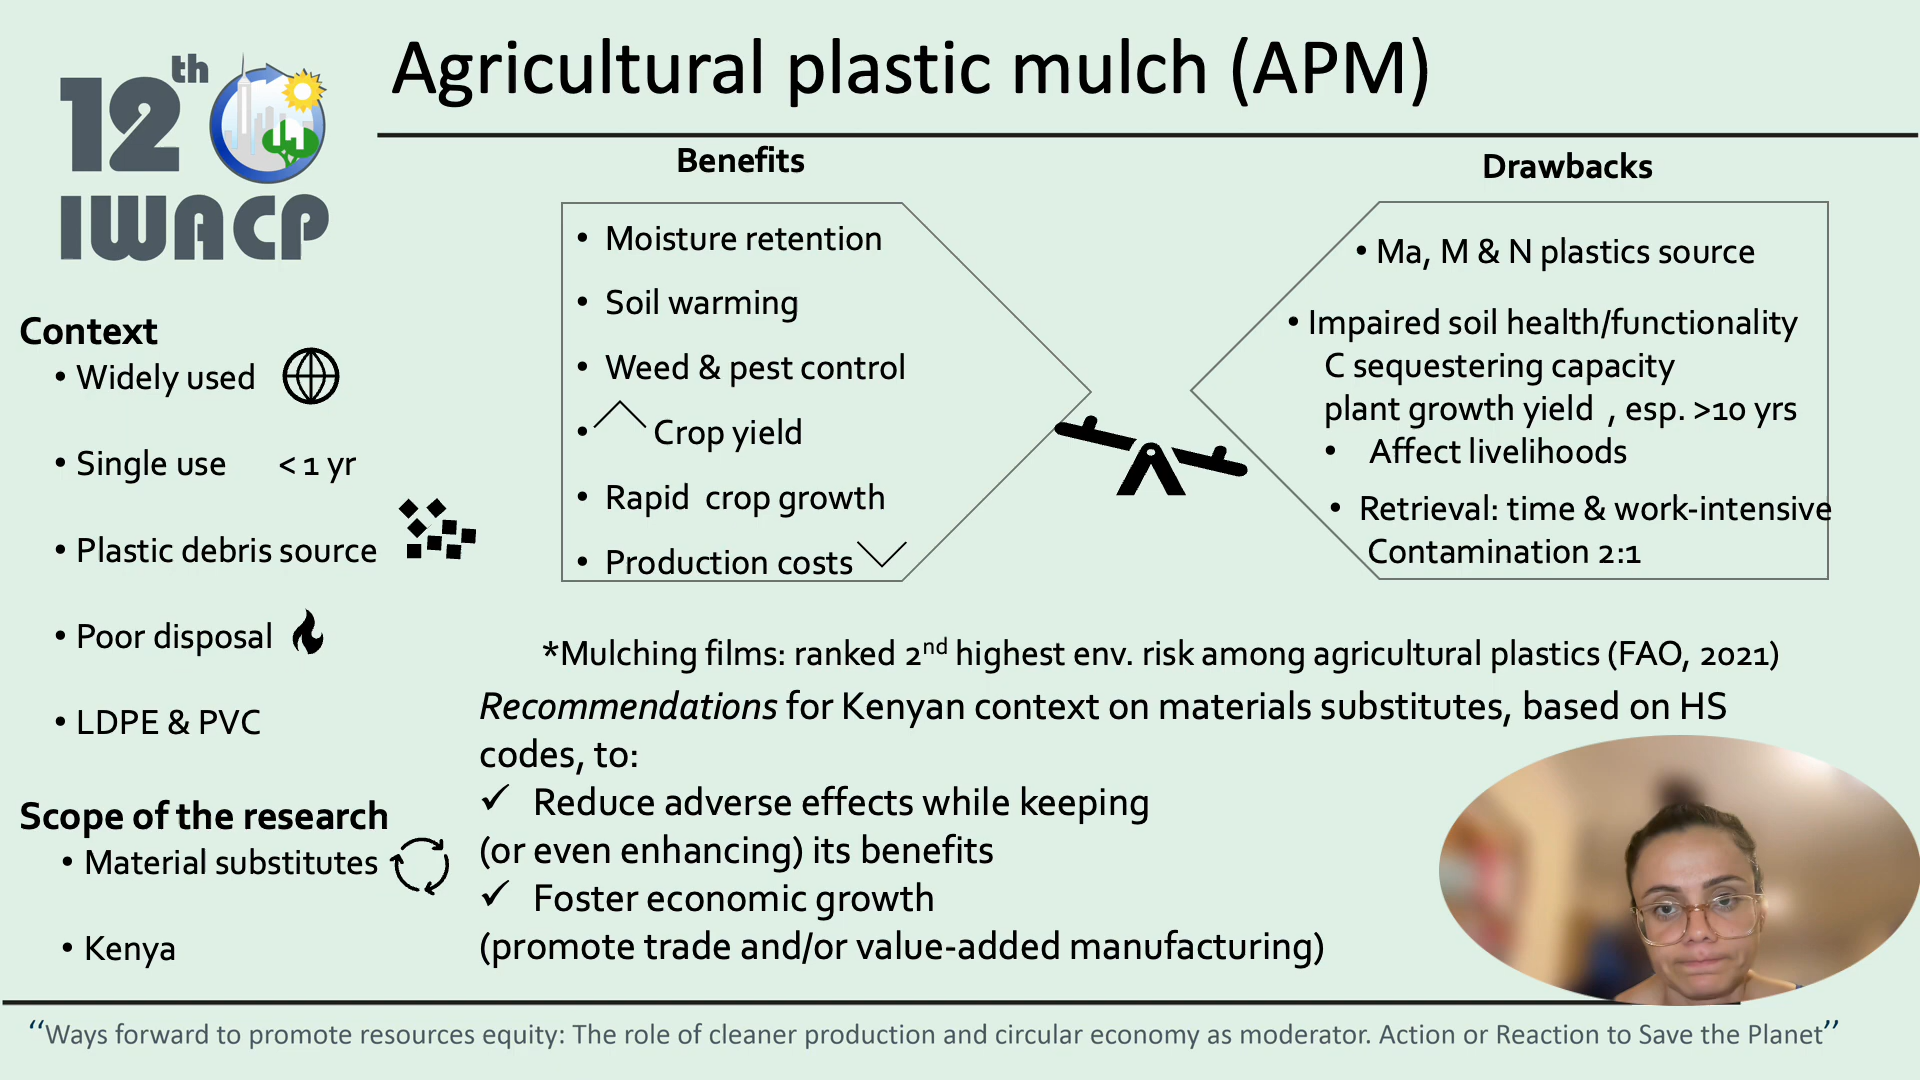 12th
IWACP
Agricultural plastic mulch (APM)
Context
• Widely used
• Single use < 1 yr
• Plastic debris source
• Poor disposal
• LDPE & PVC
Scope of the research
• Material substitutes
• Kenya
Benefits
• Moisture retention
• Soil warming
• Weed & pest control
• Crop yield
• Rapid crop growth
• Production costs
Drawbacks
• Ma, M & N plastics source
• Impaired soil health/functionality
C sequestering capacity
plant growth yield , esp. >10 yrs
• Affect livelihoods
• Retrieval: time & work-intensive
Contamination 2:1
*Mulching films: ranked 2nd highest env. risk among agricultural plastics (FAO, 2021)
Recommendations for Kenyan context on materials substitutes, based on HS
codes, to:
✓ Reduce adverse effects while keeping
(or even enhancing) its benefits
✓ Foster economic growth
(promote trade and/or value-added manufacturing)
“Ways forward to promote resources equity: The role of cleaner production and circular economy as moderator. Action or Reaction to Save the Planet”